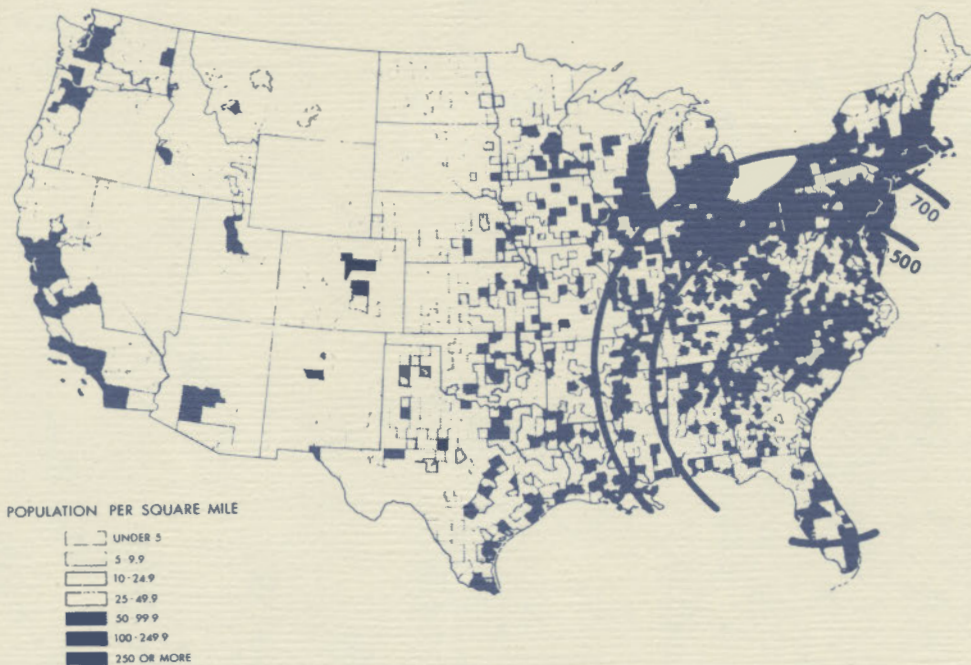 700
500
POPULATION PER SQUARE MILE
UNDER 5
5-9.9
10-24.9
25-49.9
50-99.9
100-249.9
250 OR MORE